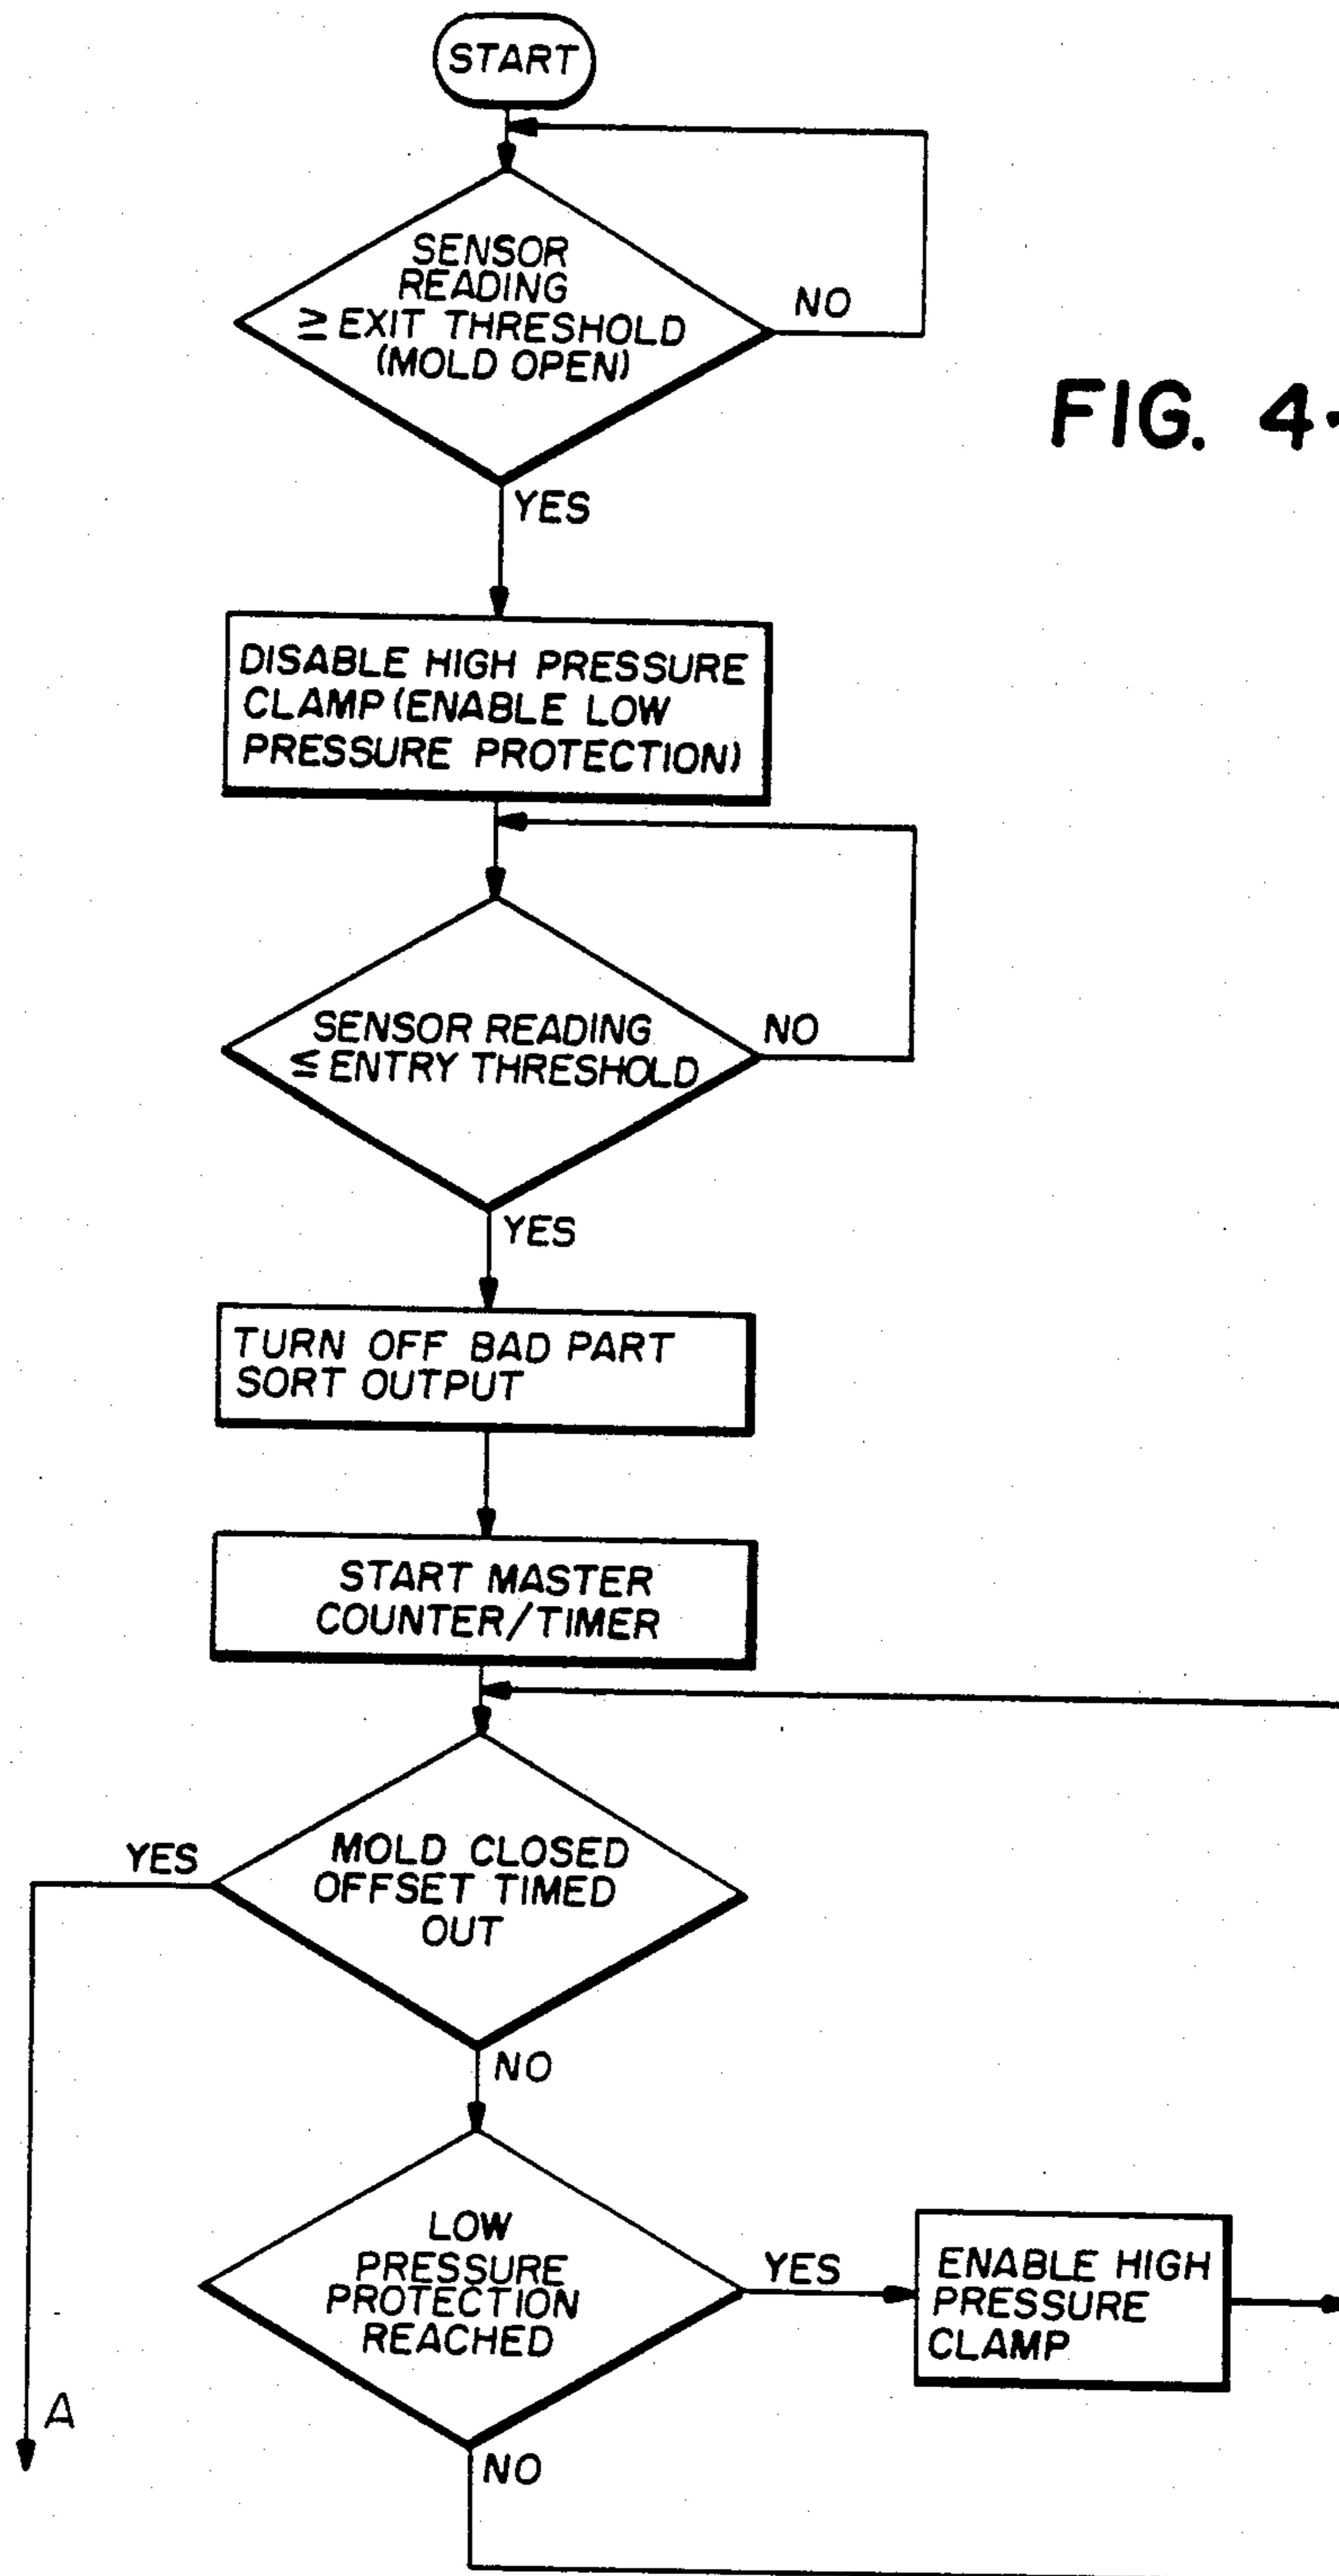 START
SENSOR
READING
≥ EXIT THRESHOLD
(MOLD OPEN)
NO
FIG. 4
YES
DISABLE HIGH PRESSURE
CLAMP (ENABLE LOW
PRESSURE PROTECTION)
SENSOR READING
≤ ENTRY THRESHOLD
NO
YES
TURN OFF BAD PART
SORT OUTPUT
START MASTER
COUNTER/TIMER
YES
MOLD CLOSED
OFFSET TIMED
OUT
NO
LOW
PRESSURE
PROTECTION
REACHED
YES
ENABLE HIGH
PRESSURE
CLAMP
A
NO